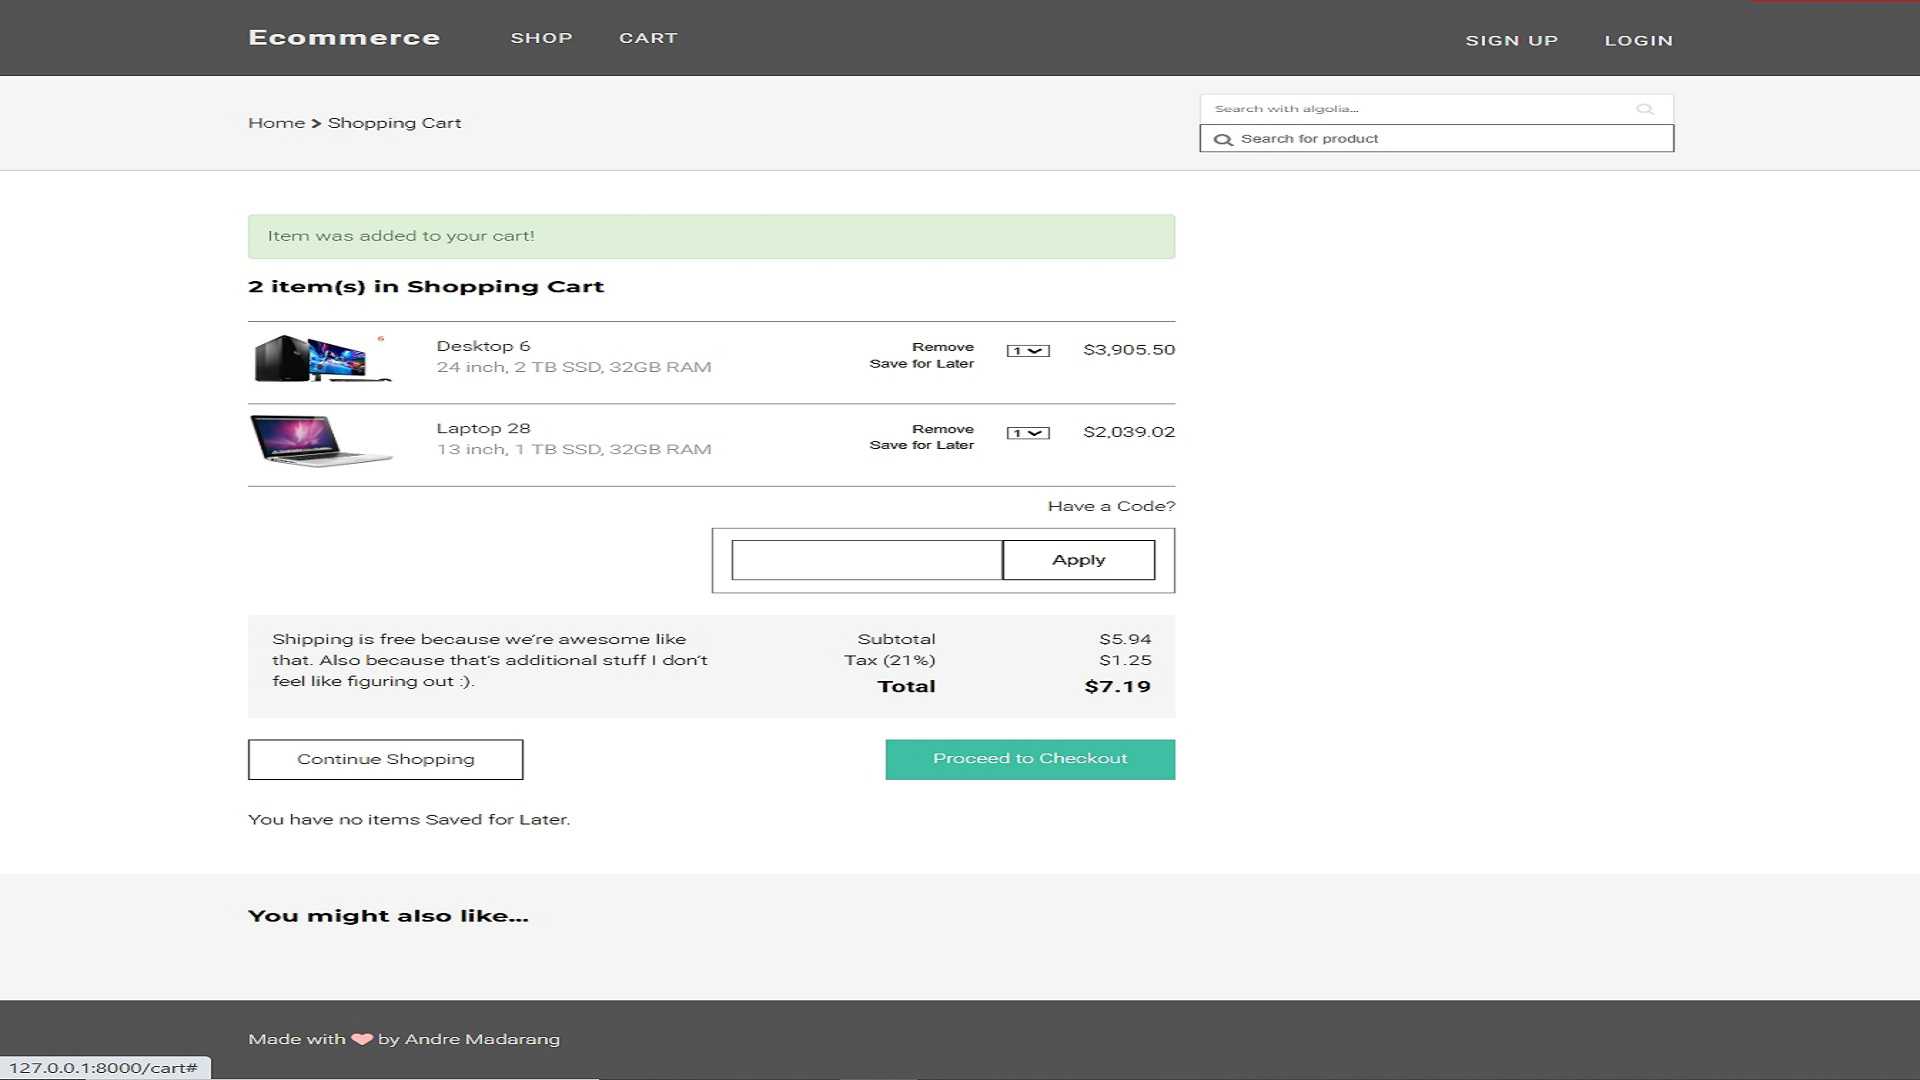 Ecommerce SHOP CART SIGN UP LOGIN
Search with algolia...
Home > Shopping Cart
Search for product
Item was added to your cart!
2 item(s) in Shopping Cart
6
Desktop 6
24 inch, 2 TB SSD, 32GB RAM
Remove
Save for Later
1
$3,905.50
Laptop 28
13 inch, 1 TB SSD, 32GB RAM
Remove
Save for Later
1
$2,039.02
Have a Code?
Apply
Shipping is free because we're awesome like
that. Also because that's additional stuff I don't
feel like figuring out :).
Subtotal $5.94
Tax (21%) $1.25
Total $7.19
Continue Shopping
Proceed to Checkout
You have no items Saved for Later.
You might also like...
Made with ❤ by Andre Madarang
127.0.0.1:8000/cart#